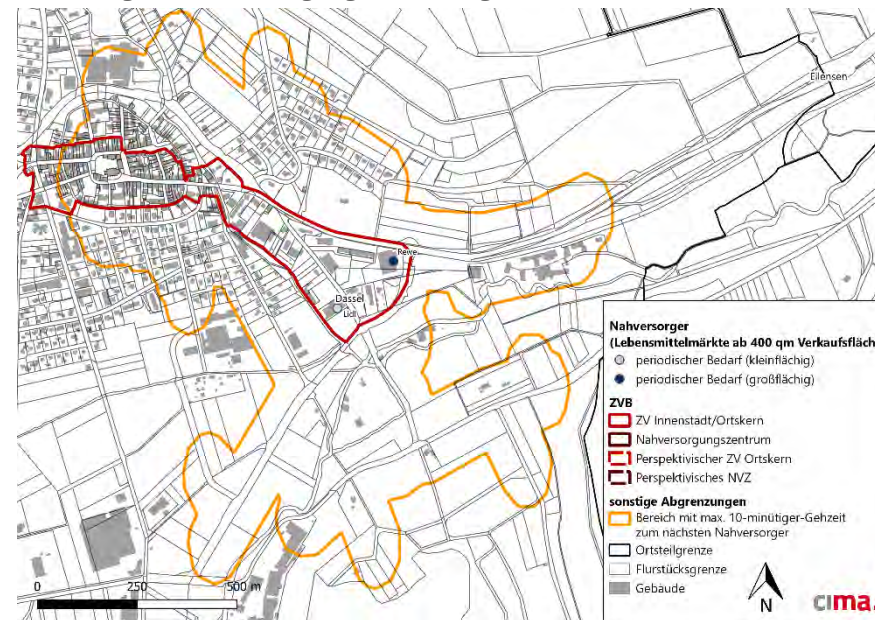 Eilensen
Rewe
Dassel
Lidl
Nahversorger
(Lebensmittelmärkte ab 400 qm Verkaufsfläch
periodischer Bedarf (kleinflächig)
periodischer Bedarf (großflächig)
ZVB
ZV Innenstadt/Ortskern
Nahversorgungszentrum
Perspektivischer ZV Ortskern
Perspektivisches NVZ
sonstige Abgrenzungen
Bereich mit max. 10-minütiger-Gehzeit
zum nächsten Nahversorger
Ortsteilgrenze
Flurstücksgrenze
Gebäude
0 250 500 m
N
cima.